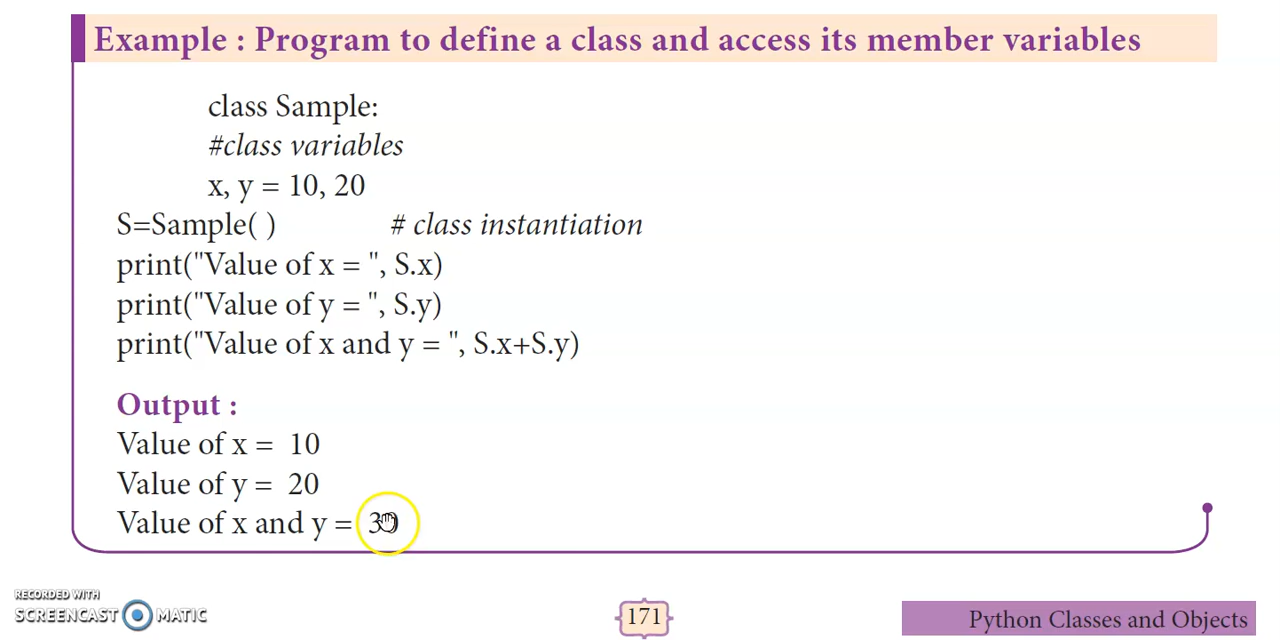 Example : Program to define a class and access its member variables
class Sample:
#class variables
x, y = 10, 20
S=Sample( ) # class instantiation
print("Value of x = ", S.x)
print("Value of y = ", S.y)
print("Value of x and y = ", S.x+S.y)
Output :
Value of x = 10
Value of y = 20
Value of x and y = 30
RECORDED WITH
SCREENCAST MATIC
171
Python Classes and Objects